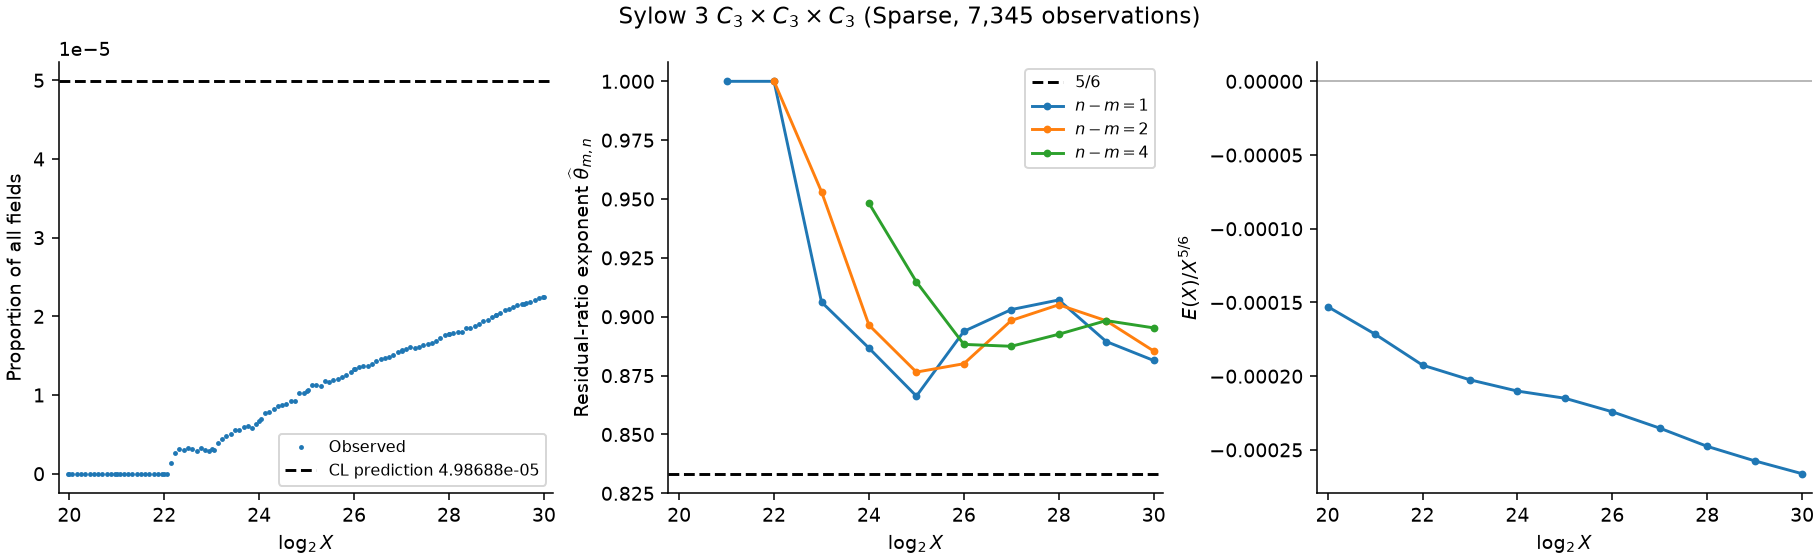 Sylow 3 C₃ × C₃ × C₃ (Sparse, 7,345 observations)
1e−5
Proportion of all fields
5
4
3
2
1
0
Observed
CL prediction 4.98688e-05
20 22 24 26 28 30
log₂ X
Residual-ratio exponent θ̂ₘ,ₙ
1.000
0.975
0.950
0.925
0.900
0.875
0.850
0.825
5/6
n − m = 1
n − m = 2
n − m = 4
20 22 24 26 28 30
log₂ X
E(X)/X^{5/6}
0.00000
−0.00005
−0.00010
−0.00015
−0.00020
−0.00025
20 22 24 26 28 30
log₂ X